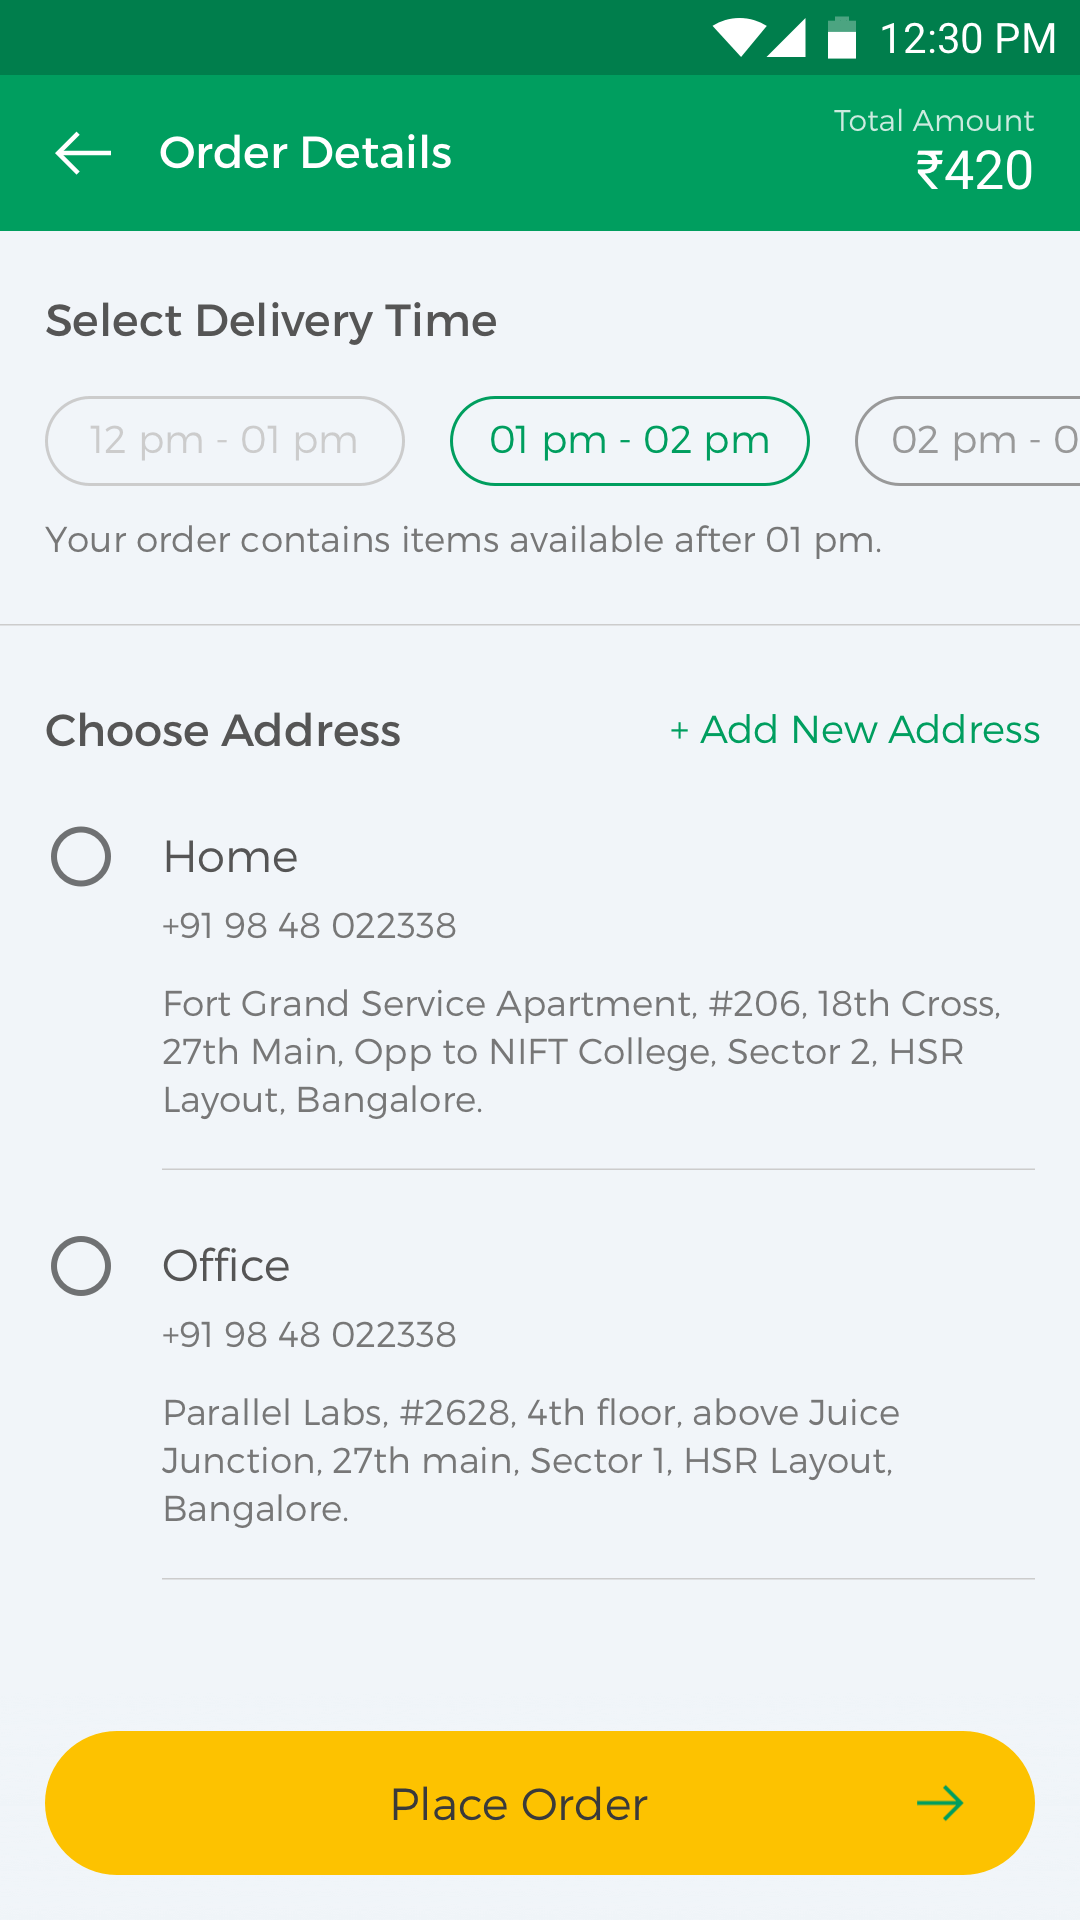 12:30 PM
Order Details
Total Amount
₹420
Select Delivery Time
12 pm - 01 pm
01 pm - 02 pm
02 pm - 0
Your order contains items available after 01 pm.
Choose Address
+ Add New Address
Home
+91 98 48 022338
Fort Grand Service Apartment, #206, 18th Cross,
27th Main, Opp to NIFT College, Sector 2, HSR
Layout, Bangalore.
Office
+91 98 48 022338
Parallel Labs, #2628, 4th floor, above Juice
Junction, 27th main, Sector 1, HSR Layout,
Bangalore.
Place Order